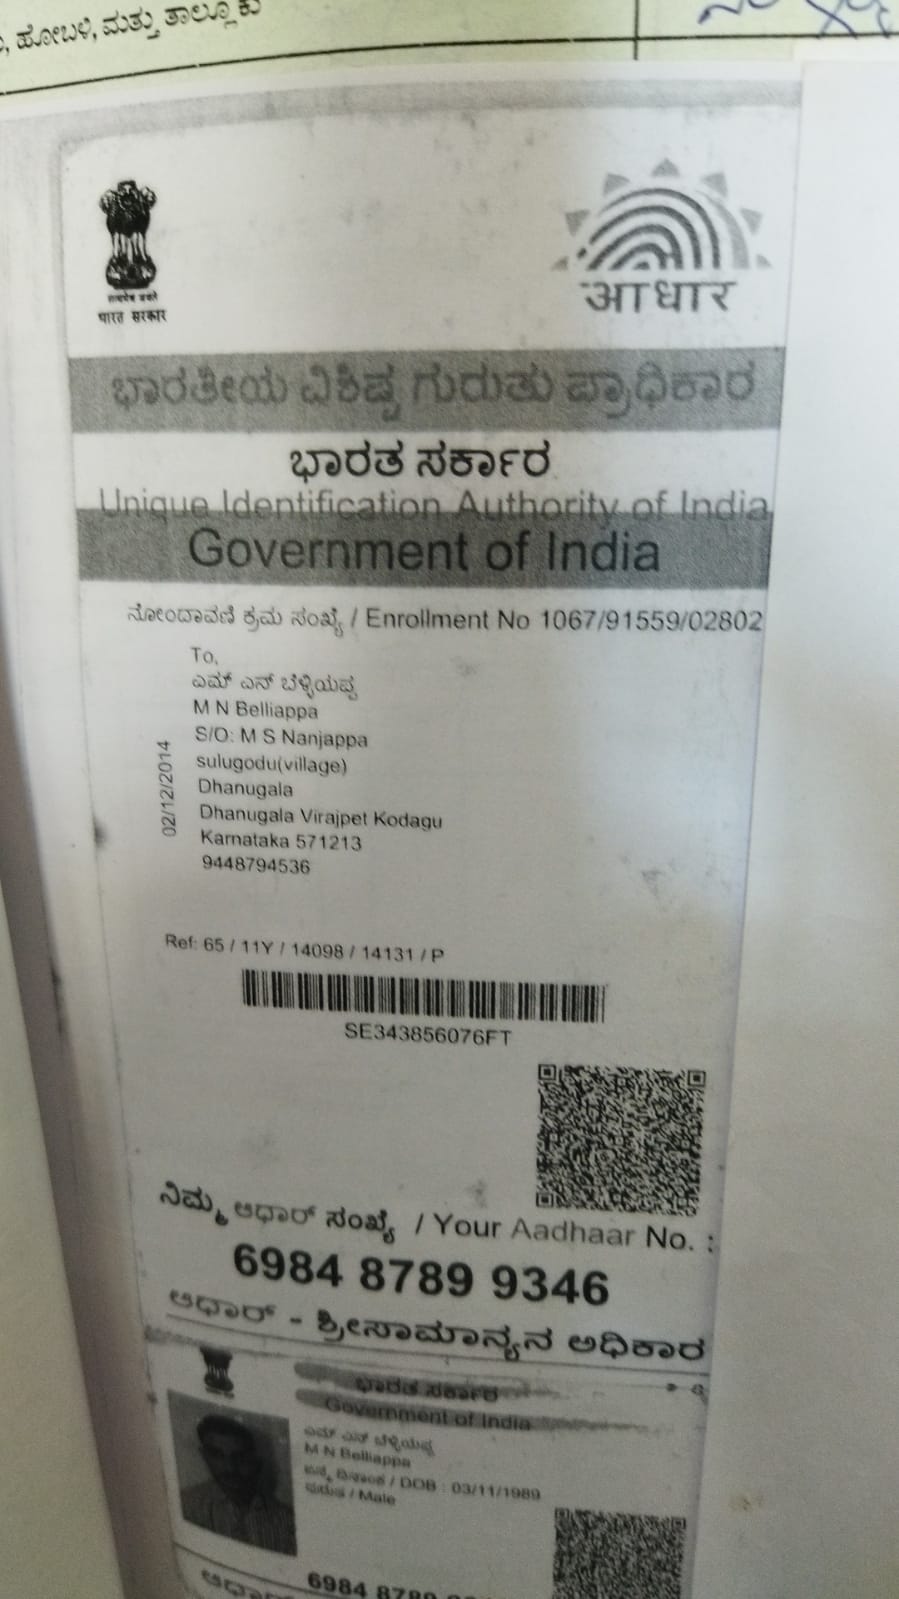 ಹೋಬಳಿ, ಮತ್ತು ತಾಲ್ಲೂಕು
भारत सरकार
आधार
ಭಾರತೀಯ ವಿಶಿಷ್ಟ ಗುರುತು ಪ್ರಾಧಿಕಾರ
ಭಾರತ ಸರ್ಕಾರ
Unique Identification Authority of India
Government of India
ನೋಂದಾವಣಿ ಕ್ರಮ ಸಂಖ್ಯೆ / Enrollment No 1067/91559/02802
To,
ಎಮ್ ಎನ್ ಬೆಳ್ಳಿಯಪ್ಪ
M N Belliappa
S/O: M S Nanjappa
sulugodu(village)
Dhanugala
Dhanugala Virajpet Kodagu
Karnataka 571213
9448794536
02/12/2014
Ref: 65 / 11Y / 14098 / 14131 / P
SE343856076FT
ನಿಮ್ಮ ಆಧಾರ್ ಸಂಖ್ಯೆ / Your Aadhaar No. :
6984 8789 9346
ಆಧಾರ್ - ಶ್ರೀಸಾಮಾನ್ಯನ ಅಧಿಕಾರ
ಭಾರತ ಸರ್ಕಾರ
Government of India
ಎಮ್ ಎನ್ ಬೆಳ್ಳಿಯಪ್ಪ
M N Belliappa
ಜನ್ಮ ದಿನಾಂಕ / DOB : 03/11/1989
ಪುರುಷ / Male
6984 8789